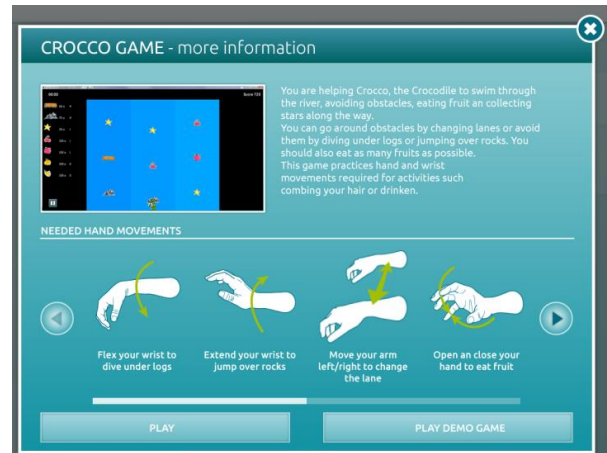 CROCCO GAME - more information
You are helping Crocco, the Crocodile to swim through
the river, avoiding obstacles, eating fruit an collecting
stars along the way.
You can go around obstacles by changing lanes or avoid
them by diving under logs or jumping over rocks. You
should also eat as many fruits as possible.
This game practices hand and wrist
movements required for activities such
combing your hair or drinken.
NEEDED HAND MOVEMENTS
Flex your wrist to
dive under logs
Extend your wrist to
jump over rocks
Move your arm
left/right to change
the lane
Open an close your
hand to eat fruit
PLAY
PLAY DEMO GAME